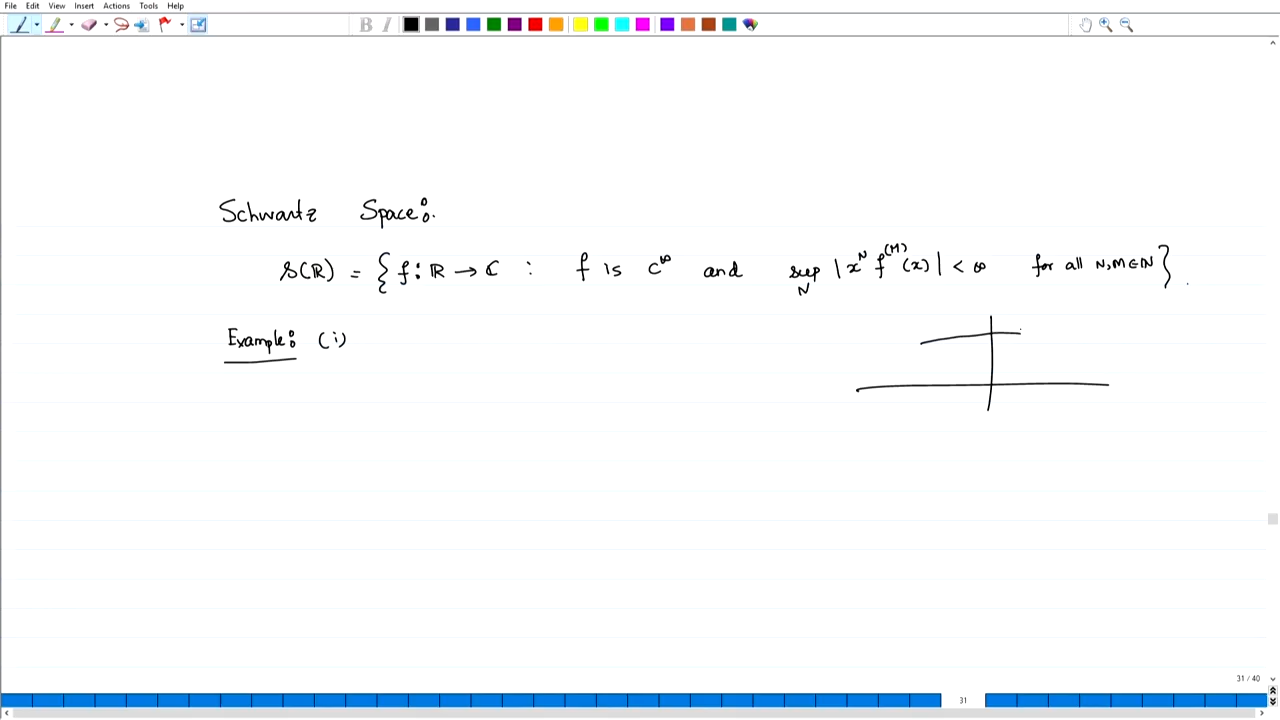 File Edit View Insert Actions Tools Help
B I
Schwartz Space:
S(ℝ) = { f: ℝ → ℂ : f is C^∞ and sup_N | x^N f^(M) (x) | < ∞ for all N, M ∈ ℕ }.
Example: (i)
31 / 40
31